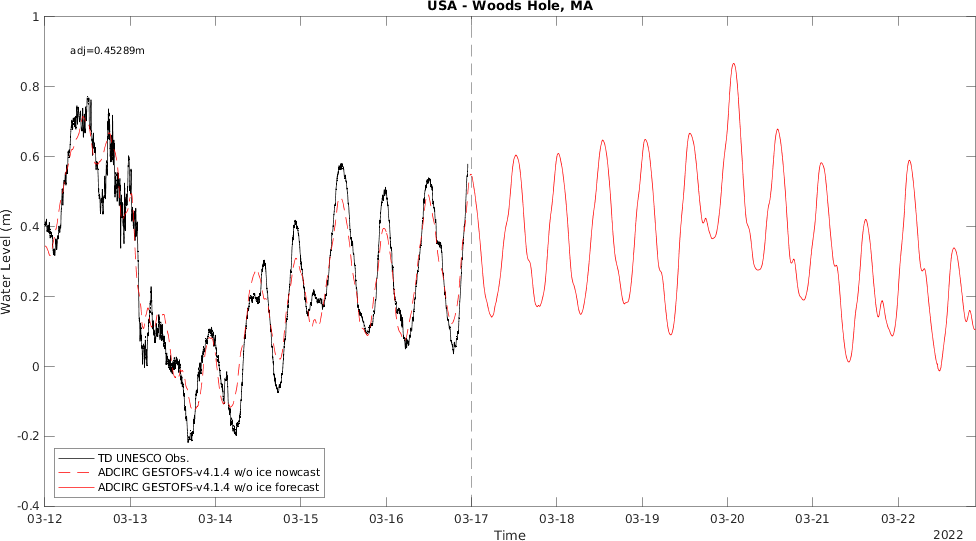 USA - Woods Hole, MA
adj=0.45289m
Water Level (m)
1
0.8
0.6
0.4
0.2
0
-0.2
-0.4
TD UNESCO Obs.
ADCIRC GESTOFS-v4.1.4 w/o ice nowcast
ADCIRC GESTOFS-v4.1.4 w/o ice forecast
03-12 03-13 03-14 03-15 03-16 03-17 03-18 03-19 03-20 03-21 03-22
Time
2022